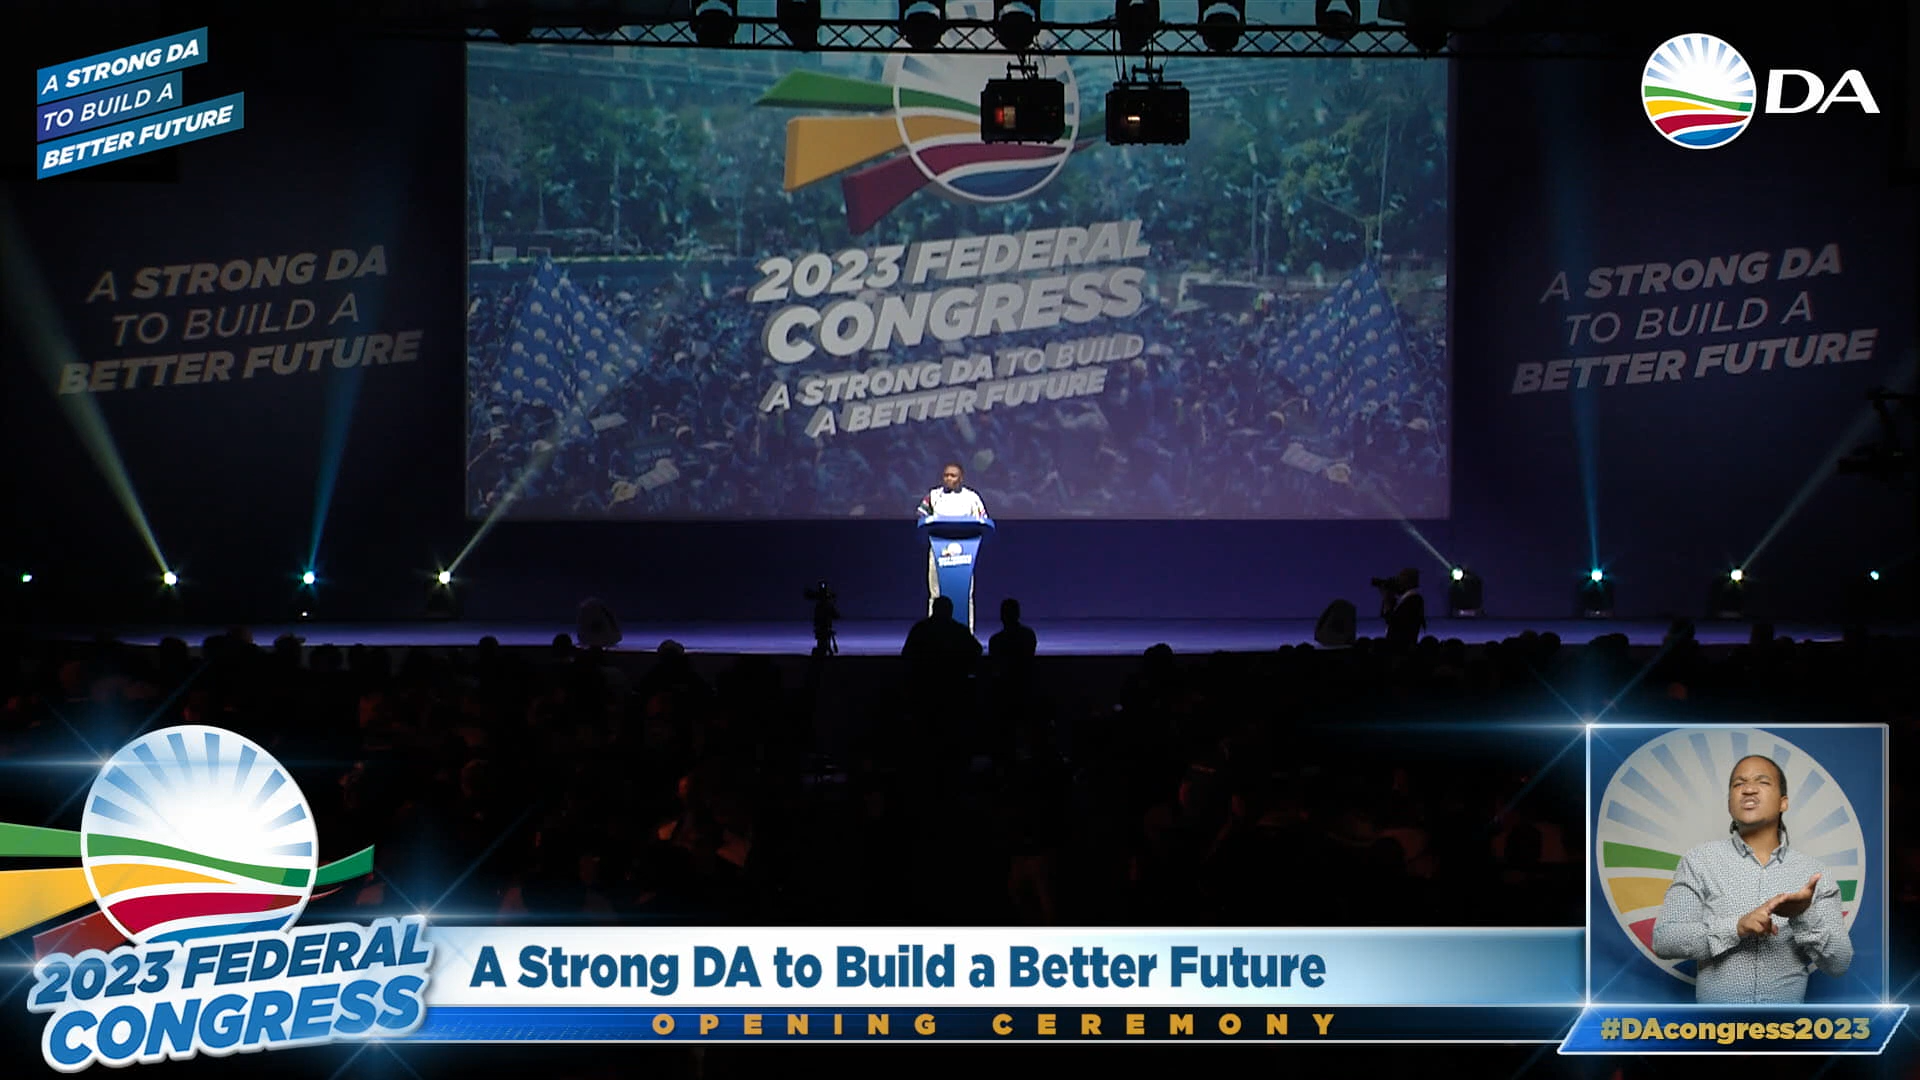 A STRONG DA
TO BUILD A
BETTER FUTURE
DA
2023 FEDERAL
CONGRESS
A STRONG DA TO BUILD
A BETTER FUTURE
A STRONG DA
TO BUILD A
BETTER FUTURE
A STRONG DA
TO BUILD A
BETTER FUTURE
2023 FEDERAL
CONGRESS
A Strong DA to Build a Better Future
OPENING CEREMONY
#DAcongress2023